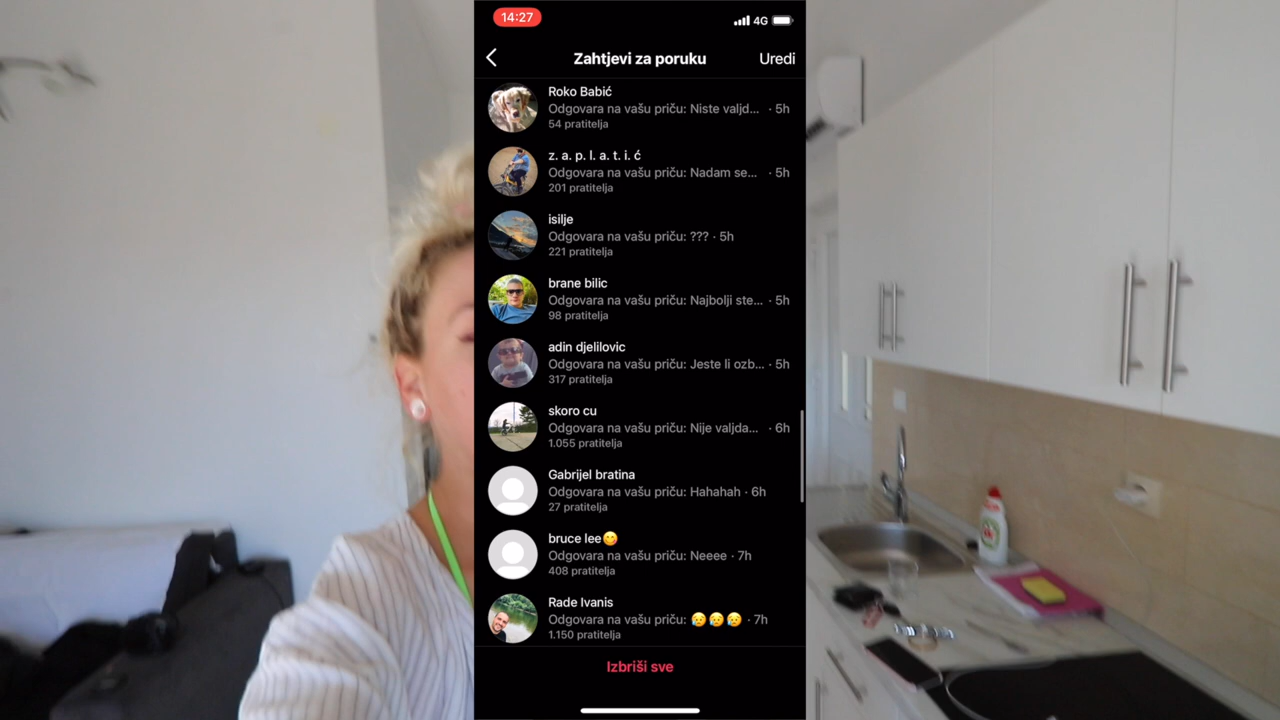 14:27
4G
Zahtjevi za poruku
Uredi
Roko Babić
Odgovara na vašu priču: Niste valjd... · 5h
54 pratitelja
z. a. p. l. a. t. i. ć
Odgovara na vašu priču: Nadam se... · 5h
201 pratitelja
isilje
Odgovara na vašu priču: ??? · 5h
221 pratitelja
brane bilic
Odgovara na vašu priču: Najbolji ste... · 5h
98 pratitelja
adin djelilovic
Odgovara na vašu priču: Jeste li ozb... · 5h
317 pratitelja
skoro cu
Odgovara na vašu priču: Nije valjda... · 6h
1.055 pratitelja
Gabrijel bratina
Odgovara na vašu priču: Hahahah · 6h
27 pratitelja
bruce lee😋
Odgovara na vašu priču: Neeee · 7h
408 pratitelja
Rade Ivanis
Odgovara na vašu priču: 😥😥😥 · 7h
1.150 pratitelja
Izbriši sve